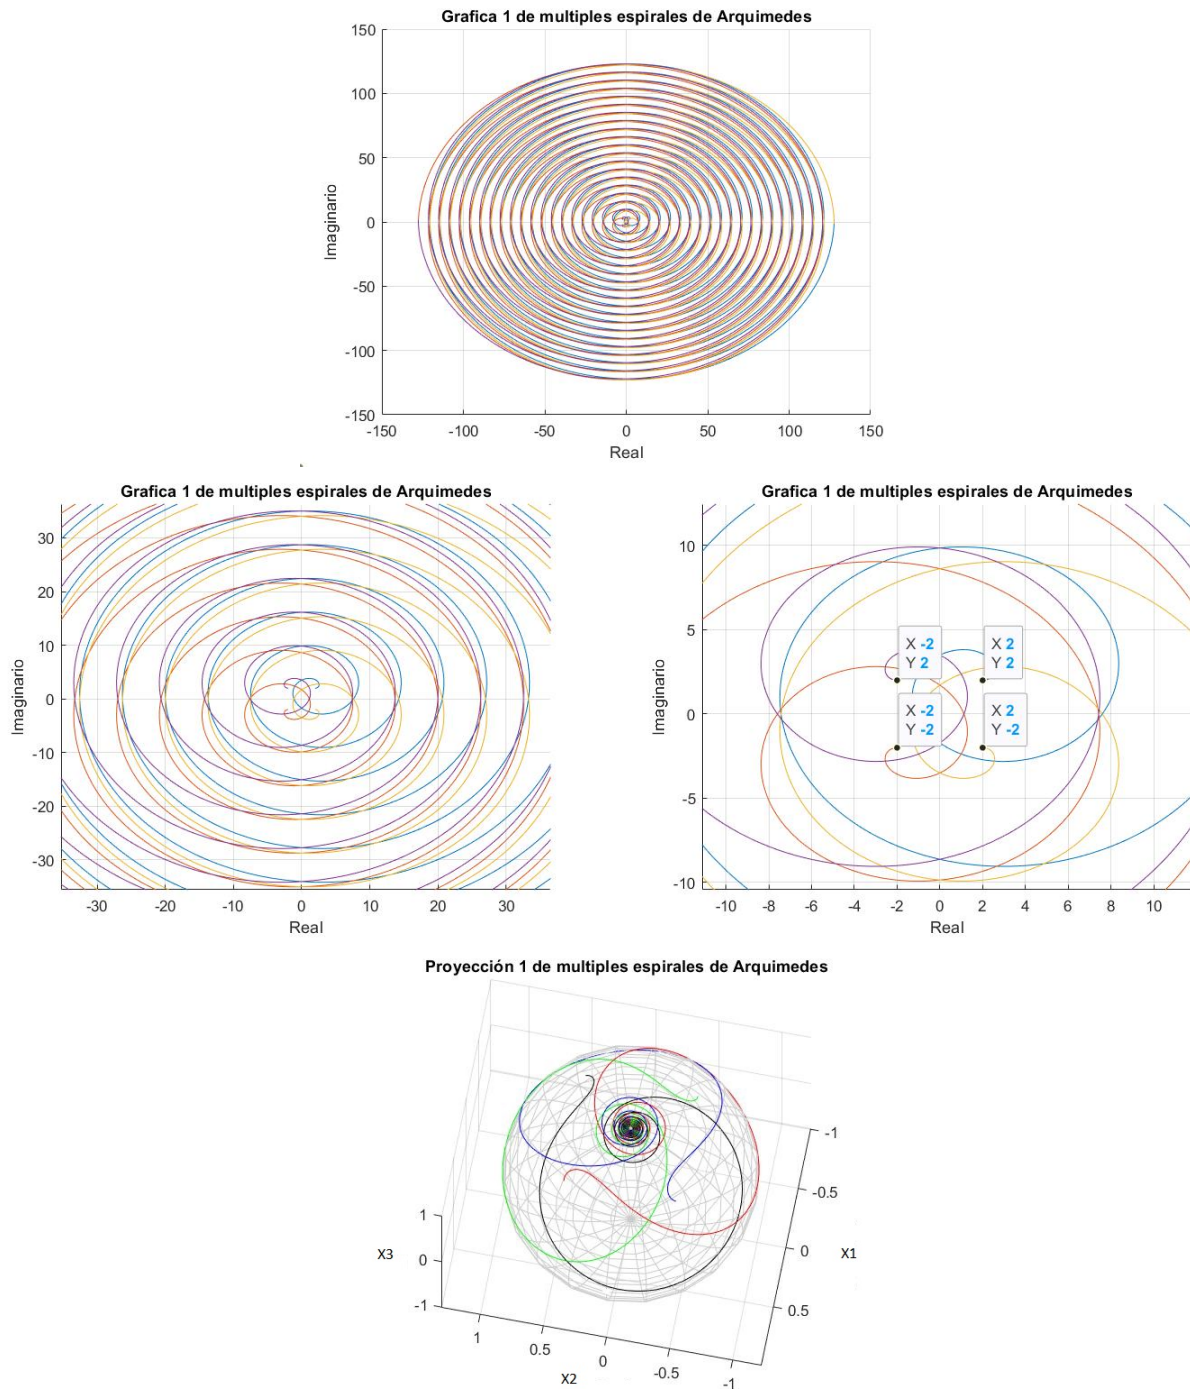 Grafica 1 de multiples espirales de Arquimedes
150
100
50
0
-50
-100
-150
Imaginario
-150 -100 -50 0 50 100 150
Real
Grafica 1 de multiples espirales de Arquimedes
30
20
10
0
-10
-20
-30
Imaginario
-30 -20 -10 0 10 20 30
Real
Grafica 1 de multiples espirales de Arquimedes
10
5
0
-5
-10
Imaginario
X -2
Y 2
X 2
Y 2
X -2
Y -2
X 2
Y -2
-10 -8 -6 -4 -2 0 2 4 6 8 10
Real
Proyección 1 de multiples espirales de Arquimedes
-1
-0.5
0
0.5
X1
1
0
-1
X3
1 0.5 0 -0.5 -1
X2